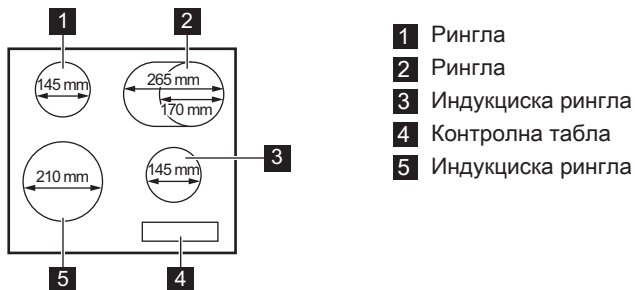 1
2
145 mm
265 mm
170 mm
3
210 mm
145 mm
5
4
1 Рингла
2 Рингла
3 Индукциска рингла
4 Контролна табла
5 Индукциска рингла